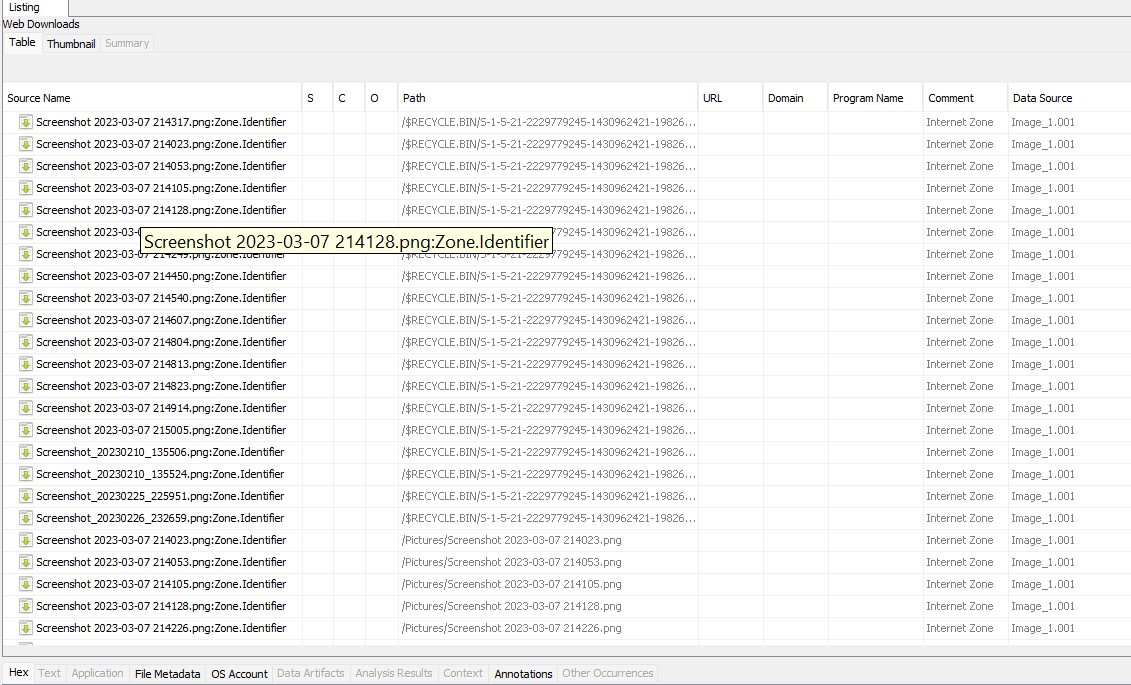 Listing
Web Downloads
Table Thumbnail Summary
Source Name S C O Path URL Domain Program Name Comment Data Source
Screenshot 2023-03-07 214317.png:Zone.Identifier /$RECYCLE.BIN/S-1-5-21-2229779245-1430962421-19826... Internet Zone Image_1.001
Screenshot 2023-03-07 214023.png:Zone.Identifier /$RECYCLE.BIN/S-1-5-21-2229779245-1430962421-19826... Internet Zone Image_1.001
Screenshot 2023-03-07 214053.png:Zone.Identifier /$RECYCLE.BIN/S-1-5-21-2229779245-1430962421-19826... Internet Zone Image_1.001
Screenshot 2023-03-07 214105.png:Zone.Identifier /$RECYCLE.BIN/S-1-5-21-2229779245-1430962421-19826... Internet Zone Image_1.001
Screenshot 2023-03-07 214128.png:Zone.Identifier /$RECYCLE.BIN/S-1-5-21-2229779245-1430962421-19826... Internet Zone Image_1.001
Screenshot 2023-03-0 45-1430962421-19826... Internet Zone Image_1.001
Screenshot 2023-03-07 214128.png:Zone.Identifier
Screenshot 2023-03-07 214249.png:Zone.Identifier /$RECYCLE.BIN/S-1-5-21-2229779245-1430962421-19826... Internet Zone Image_1.001
Screenshot 2023-03-07 214450.png:Zone.Identifier /$RECYCLE.BIN/S-1-5-21-2229779245-1430962421-19826... Internet Zone Image_1.001
Screenshot 2023-03-07 214540.png:Zone.Identifier /$RECYCLE.BIN/S-1-5-21-2229779245-1430962421-19826... Internet Zone Image_1.001
Screenshot 2023-03-07 214607.png:Zone.Identifier /$RECYCLE.BIN/S-1-5-21-2229779245-1430962421-19826... Internet Zone Image_1.001
Screenshot 2023-03-07 214804.png:Zone.Identifier /$RECYCLE.BIN/S-1-5-21-2229779245-1430962421-19826... Internet Zone Image_1.001
Screenshot 2023-03-07 214813.png:Zone.Identifier /$RECYCLE.BIN/S-1-5-21-2229779245-1430962421-19826... Internet Zone Image_1.001
Screenshot 2023-03-07 214823.png:Zone.Identifier /$RECYCLE.BIN/S-1-5-21-2229779245-1430962421-19826... Internet Zone Image_1.001
Screenshot 2023-03-07 214914.png:Zone.Identifier /$RECYCLE.BIN/S-1-5-21-2229779245-1430962421-19826... Internet Zone Image_1.001
Screenshot 2023-03-07 215005.png:Zone.Identifier /$RECYCLE.BIN/S-1-5-21-2229779245-1430962421-19826... Internet Zone Image_1.001
Screenshot_20230210_135506.png:Zone.Identifier /$RECYCLE.BIN/S-1-5-21-2229779245-1430962421-19826... Internet Zone Image_1.001
Screenshot_20230210_135524.png:Zone.Identifier /$RECYCLE.BIN/S-1-5-21-2229779245-1430962421-19826... Internet Zone Image_1.001
Screenshot_20230225_225951.png:Zone.Identifier /$RECYCLE.BIN/S-1-5-21-2229779245-1430962421-19826... Internet Zone Image_1.001
Screenshot_20230226_232659.png:Zone.Identifier /$RECYCLE.BIN/S-1-5-21-2229779245-1430962421-19826... Internet Zone Image_1.001
Screenshot 2023-03-07 214023.png:Zone.Identifier /Pictures/Screenshot 2023-03-07 214023.png Internet Zone Image_1.001
Screenshot 2023-03-07 214053.png:Zone.Identifier /Pictures/Screenshot 2023-03-07 214053.png Internet Zone Image_1.001
Screenshot 2023-03-07 214105.png:Zone.Identifier /Pictures/Screenshot 2023-03-07 214105.png Internet Zone Image_1.001
Screenshot 2023-03-07 214128.png:Zone.Identifier /Pictures/Screenshot 2023-03-07 214128.png Internet Zone Image_1.001
Screenshot 2023-03-07 214226.png:Zone.Identifier /Pictures/Screenshot 2023-03-07 214226.png Internet Zone Image_1.001
Hex Text Application File Metadata OS Account Data Artifacts Analysis Results Context Annotations Other Occurrences